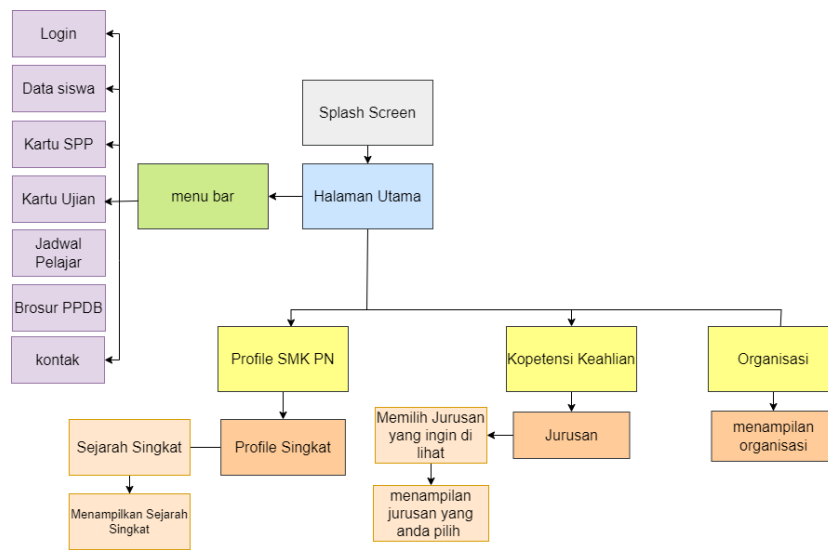 Login
Data siswa
Splash Screen
Kartu SPP
Kartu Ujian
menu bar
Halaman Utama
Jadwal
Pelajar
Brosur PPDB
kontak
Profile SMK PN
Kopetensi Keahlian
Organisasi
Sejarah Singkat
Profile Singkat
Memilih Jurusan
yang ingin di
lihat
Jurusan
menampilan
organisasi
Menampilkan Sejarah
Singkat
menampilan
jurusan yang
anda pilih